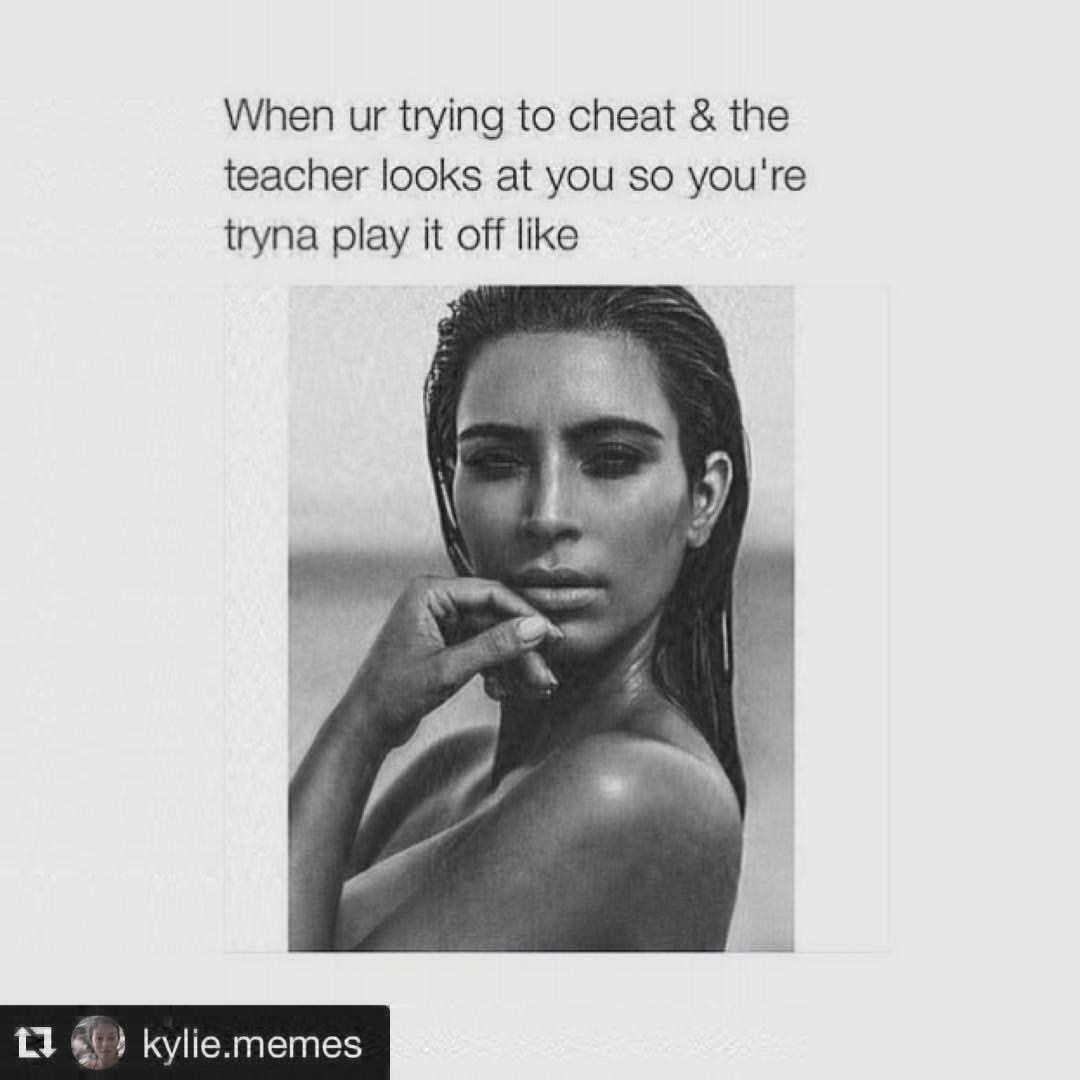 When ur trying to cheat & the
teacher looks at you so you're
tryna play it off like
kylie.memes